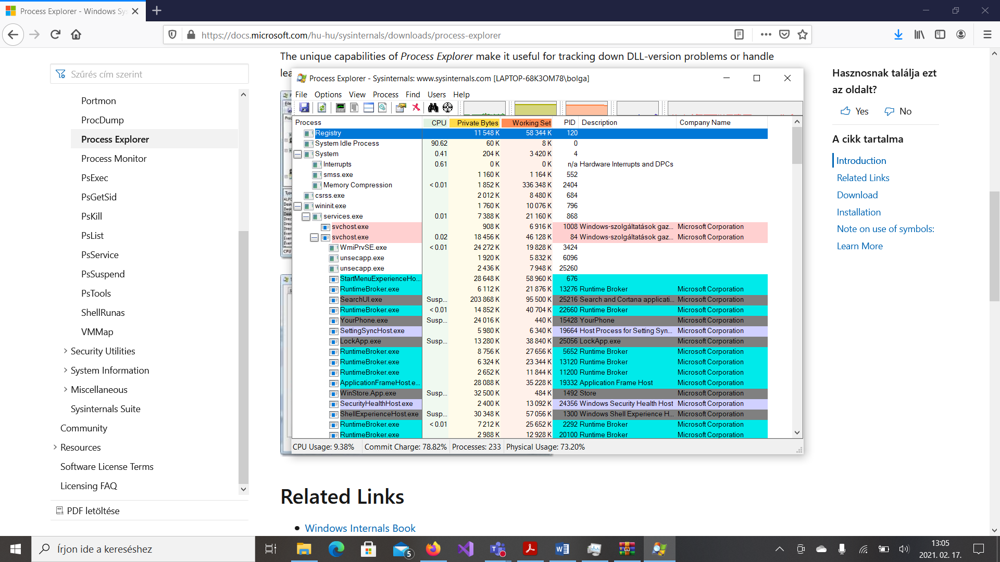 Process Explorer - Windows Sys
https://docs.microsoft.com/hu-hu/sysinternals/downloads/process-explorer
Szűrés cím szerint
Portmon
ProcDump
Process Explorer
Process Monitor
PsExec
PsGetSid
PsKill
PsList
PsService
PsSuspend
PsTools
ShellRunas
VMMap
Security Utilities
System Information
Miscellaneous
Sysinternals Suite
Community
Resources
Software License Terms
Licensing FAQ
PDF letöltése
The unique capabilities of Process Explorer make it useful for tracking down DLL-version problems or handle
lea
Process Explorer - Sysinternals: www.sysinternals.com [LAPTOP-68K3OM78\bolga]
File Options View Process Find Users Help
Process CPU Private Bytes Working Set PID Description Company Name
Registry 11 548 K 58 344 K 120
System Idle Process 90.62 60 K 8 K 0
System 0.41 204 K 3 420 K 4
Interrupts 0.61 0 K 0 K n/a Hardware Interrupts and DPCs
smss.exe 1 160 K 1 164 K 552
Memory Compression < 0.01 1 852 K 336 348 K 2404
csrss.exe 2 012 K 8 480 K 684
wininit.exe 1 760 K 10 076 K 796
services.exe 0.01 7 388 K 21 160 K 868
svchost.exe 908 K 6 916 K 1008 Windows-szolgáltatások gaz... Microsoft Corporation
svchost.exe 0.02 18 456 K 46 128 K 84 Windows-szolgáltatások gaz... Microsoft Corporation
WmiPrvSE.exe < 0.01 24 272 K 19 828 K 3424
unsecapp.exe 1 920 K 5 832 K 6096
unsecapp.exe 2 436 K 7 948 K 25260
StartMenuExperienceHo... 28 648 K 58 960 K 676
RuntimeBroker.exe 6 112 K 21 876 K 13276 Runtime Broker Microsoft Corporation
SearchUI.exe Susp... 203 868 K 95 500 K 25216 Search and Cortana applicati... Microsoft Corporation
RuntimeBroker.exe < 0.01 14 852 K 40 704 K 22660 Runtime Broker Microsoft Corporation
YourPhone.exe Susp... 24 016 K 440 K 15428 YourPhone Microsoft Corporation
SettingSyncHost.exe 5 980 K 6 340 K 19664 Host Process for Setting Syn... Microsoft Corporation
LockApp.exe Susp... 13 280 K 38 840 K 25056 LockApp.exe Microsoft Corporation
RuntimeBroker.exe 8 756 K 27 656 K 5652 Runtime Broker Microsoft Corporation
RuntimeBroker.exe 6 324 K 23 344 K 13120 Runtime Broker Microsoft Corporation
RuntimeBroker.exe 2 652 K 11 844 K 11200 Runtime Broker Microsoft Corporation
ApplicationFrameHost.e... 28 088 K 35 228 K 19332 Application Frame Host Microsoft Corporation
WinStore.App.exe Susp... 32 500 K 484 K 1492 Store Microsoft Corporation
SecurityHealthHost.exe 2 400 K 13 092 K 24356 Windows Security Health Host Microsoft Corporation
ShellExperienceHost.exe Susp... 30 348 K 57 056 K 1300 Windows Shell Experience H... Microsoft Corporation
RuntimeBroker.exe < 0.01 7 212 K 25 652 K 2292 Runtime Broker Microsoft Corporation
RuntimeBroker.exe 2 988 K 12 928 K 20100 Runtime Broker Microsoft Corporation
CPU Usage: 9.38% Commit Charge: 78.82% Processes: 233 Physical Usage: 73.20%
Related Links
Windows Internals Book
Hasznosnak találja ezt
az oldalt?
Yes No
A cikk tartalma
Introduction
Related Links
Download
Installation
Note on use of symbols:
Learn More
Írjon ide a kereséshez
5
13:05
2021. 02. 17.